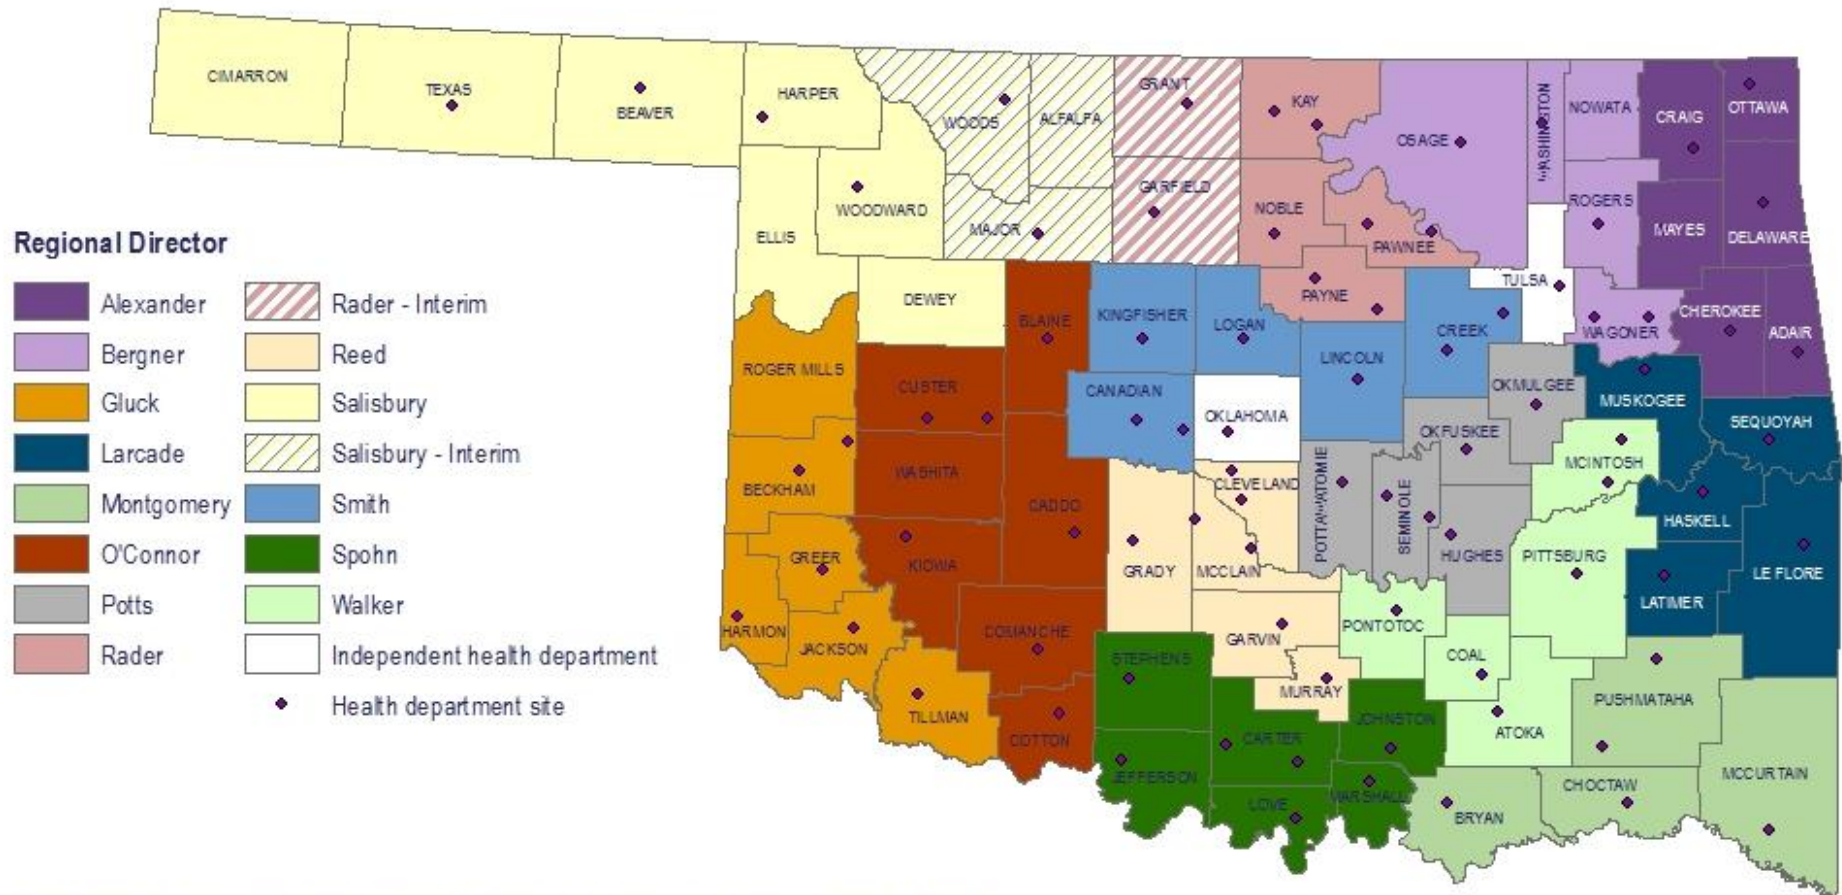 CIMARRON
TEXAS
BEAVER
HARPER
WOODS
ALFALFA
GRANT
KAY
OSAGE
WASHINGTON
NOWATA
CRAIG
OTTAWA
ELLIS
WOODWARD
MAJOR
GARFIELD
NOBLE
PAWNEE
ROGERS
MAYES
DELAWARE
DEWEY
BLAINE
KINGFISHER
LOGAN
PAYNE
CREEK
TULSA
WAGONER
CHEROKEE
ADAIR
ROGER MILLS
CUSTER
CANADIAN
OKLAHOMA
LINCOLN
OKMULGEE
MUSKOGEE
SEQUOYAH
BECKHAM
WASHITA
CADDO
CLEVELAND
POTTAWATOMIE
SEMINOLE
OKFUSKEE
MCINTOSH
HASKELL
GREER
KIOWA
GRADY
MCCLAIN
HUGHES
PITTSBURG
LATIMER
LE FLORE
HARMON
JACKSON
COMANCHE
STEPHENS
GARVIN
PONTOTOC
COAL
TILLMAN
COTTON
MURRAY
JOHNSTON
ATOKA
PUSHMATAHA
JEFFERSON
CARTER
LOVE
MARSHALL
BRYAN
CHOCTAW
MCCURTAIN
Regional Director
Alexander
Bergner
Gluck
Larcade
Montgomery
O'Connor
Potts
Rader
Rader - Interim
Reed
Salisbury
Salisbury - Interim
Smith
Spohn
Walker
Independent health department
Health department site